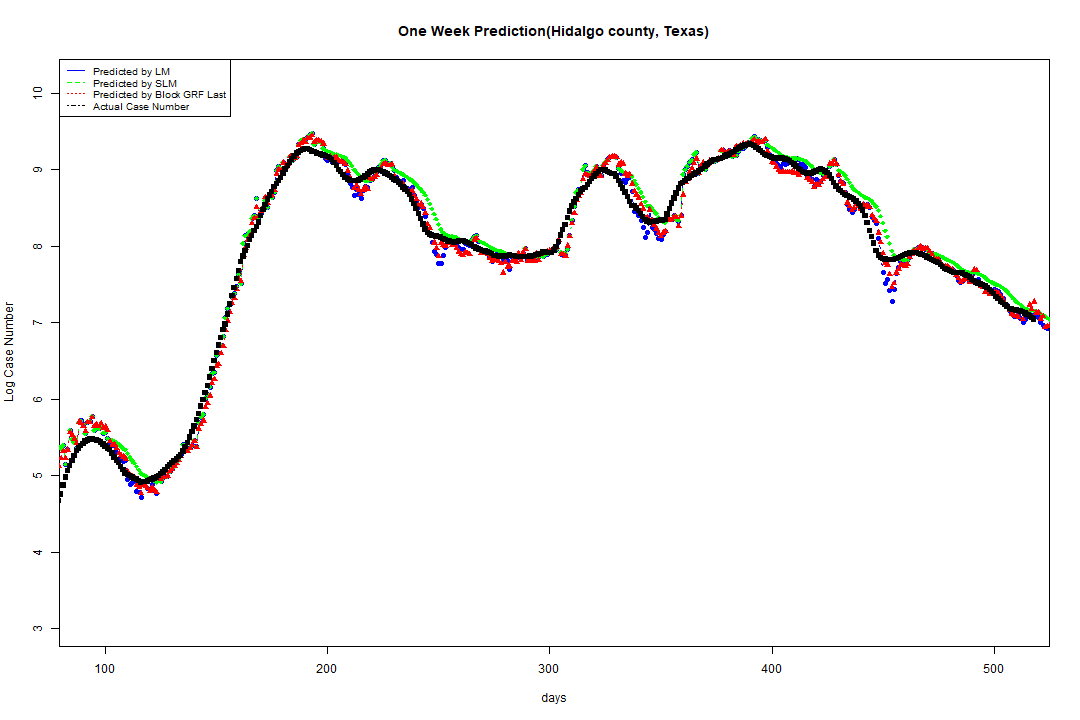 One Week Prediction(Hidalgo county, Texas)
Predicted by LM
Predicted by SLM
Predicted by Block GRF Last
Actual Case Number
Log Case Number
10
9
8
7
6
5
4
3
100 200 300 400 500
days